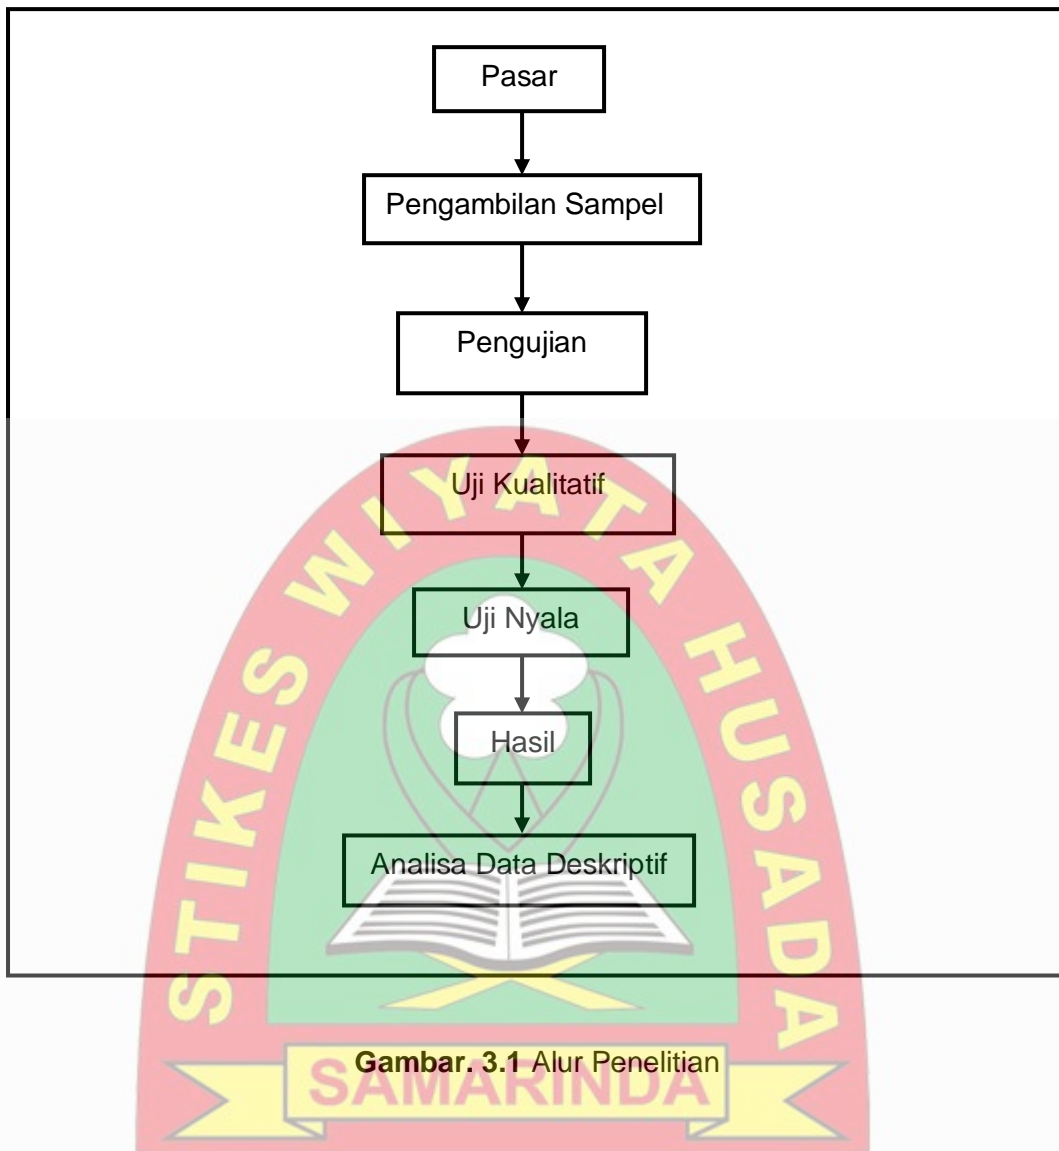 Pasar
Pengambilan Sampel
Pengujian
Uji Kualitatif
Uji Nyala
Hasil
Analisa Data Deskriptif
Gambar. 3.1 Alur Penelitian
STIKES WIYATA HUSADA
SAMARINDA